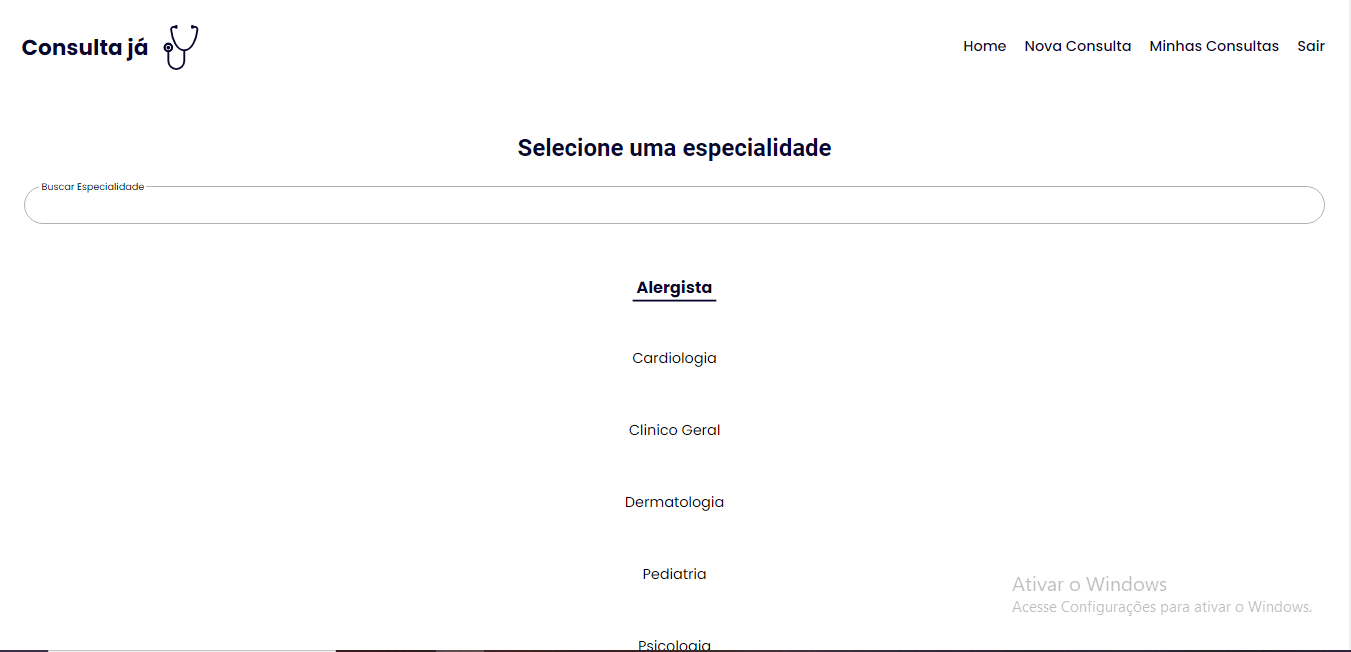 Consulta já
Home Nova Consulta Minhas Consultas Sair
Selecione uma especialidade
Buscar Especialidade
Alergista
Cardiologia
Clinico Geral
Dermatologia
Pediatria
Ativar o Windows
Acesse Configurações para ativar o Windows.
Psicologia